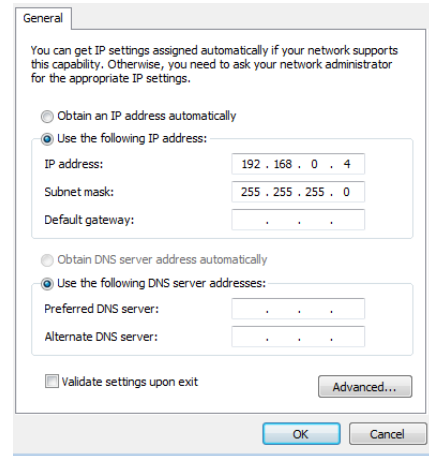 General
You can get IP settings assigned automatically if your network supports
this capability. Otherwise, you need to ask your network administrator
for the appropriate IP settings.
Obtain an IP address automatically
Use the following IP address:
IP address: 192 . 168 . 0 . 4
Subnet mask: 255 . 255 . 255 . 0
Default gateway: . . .
Obtain DNS server address automatically
Use the following DNS server addresses:
Preferred DNS server: . . .
Alternate DNS server: . . .
Validate settings upon exit
Advanced...
OK Cancel